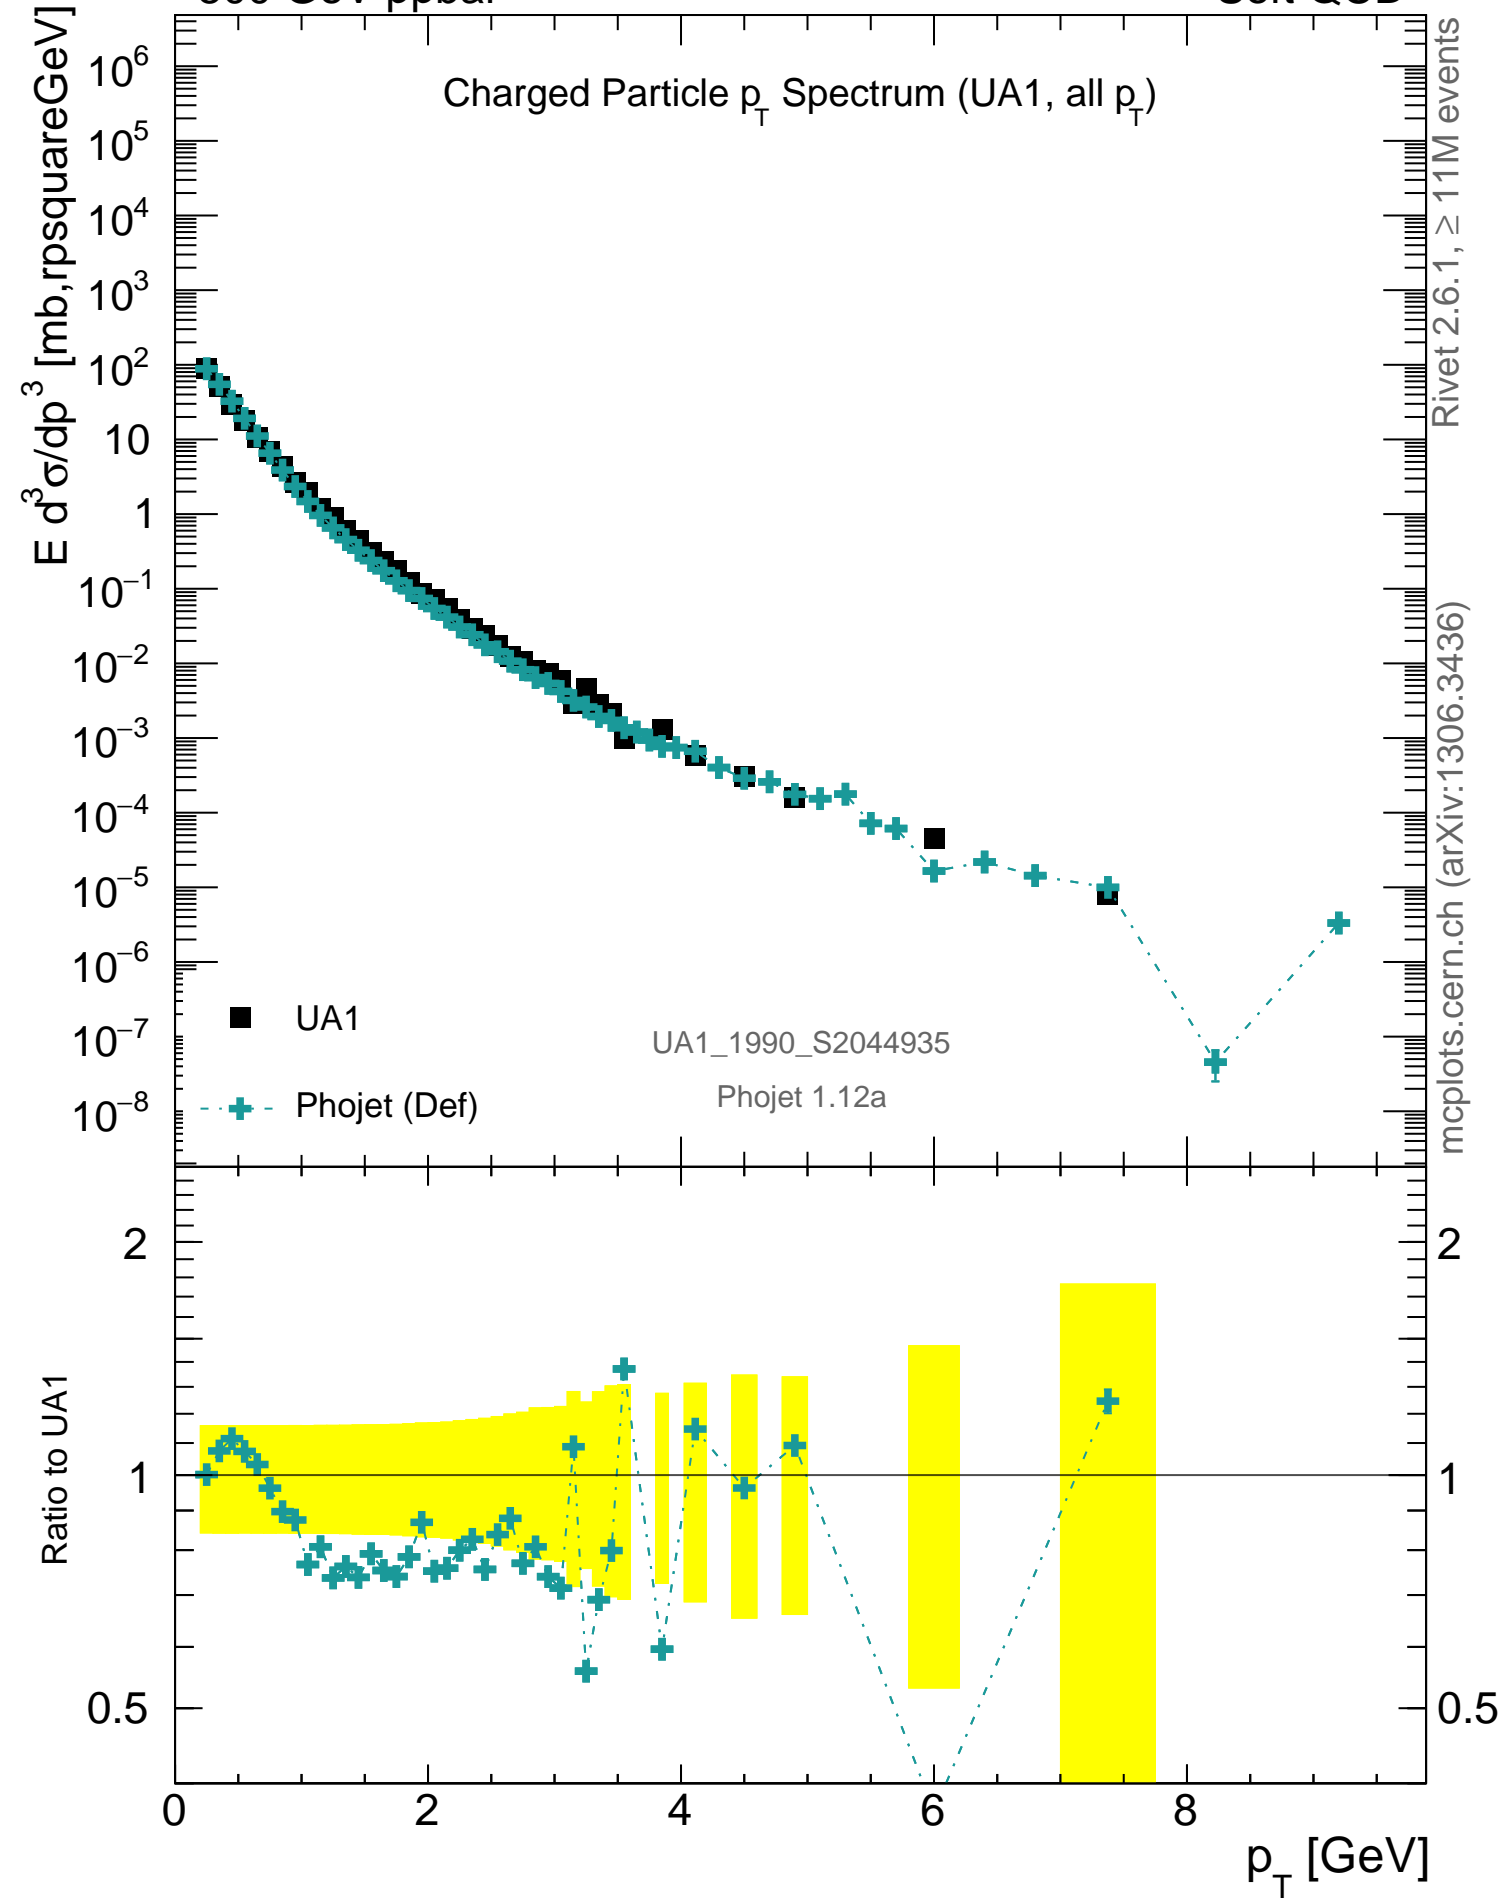 Charged Particle pT Spectrum (UA1, all pT)
E d³σ/dp³ [mb,rpsquareGeV]
10⁶
10⁵
10⁴
10³
10²
10
1
10⁻¹
10⁻²
10⁻³
10⁻⁴
10⁻⁵
10⁻⁶
10⁻⁷
10⁻⁸
UA1
Phojet (Def)
UA1_1990_S2044935
Phojet 1.12a
Rivet 2.6.1, ≥ 11M events
mcplots.cern.ch (arXiv:1306.3436)
Ratio to UA1
2
1
0.5
2
1
0.5
0 2 4 6 8
pT [GeV]